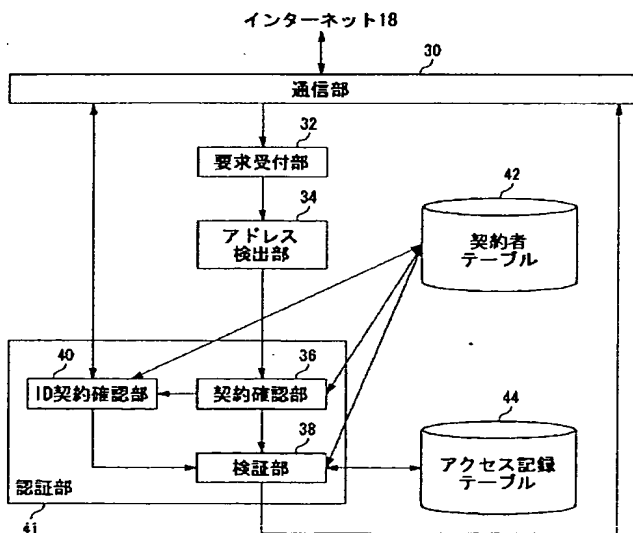 インターネット18
30
通信部
32
要求受付部
34
アドレス
検出部
42
契約者
テーブル
40
36
ID契約確認部
契約確認部
38
検証部
44
アクセス記録
テーブル
認証部
41